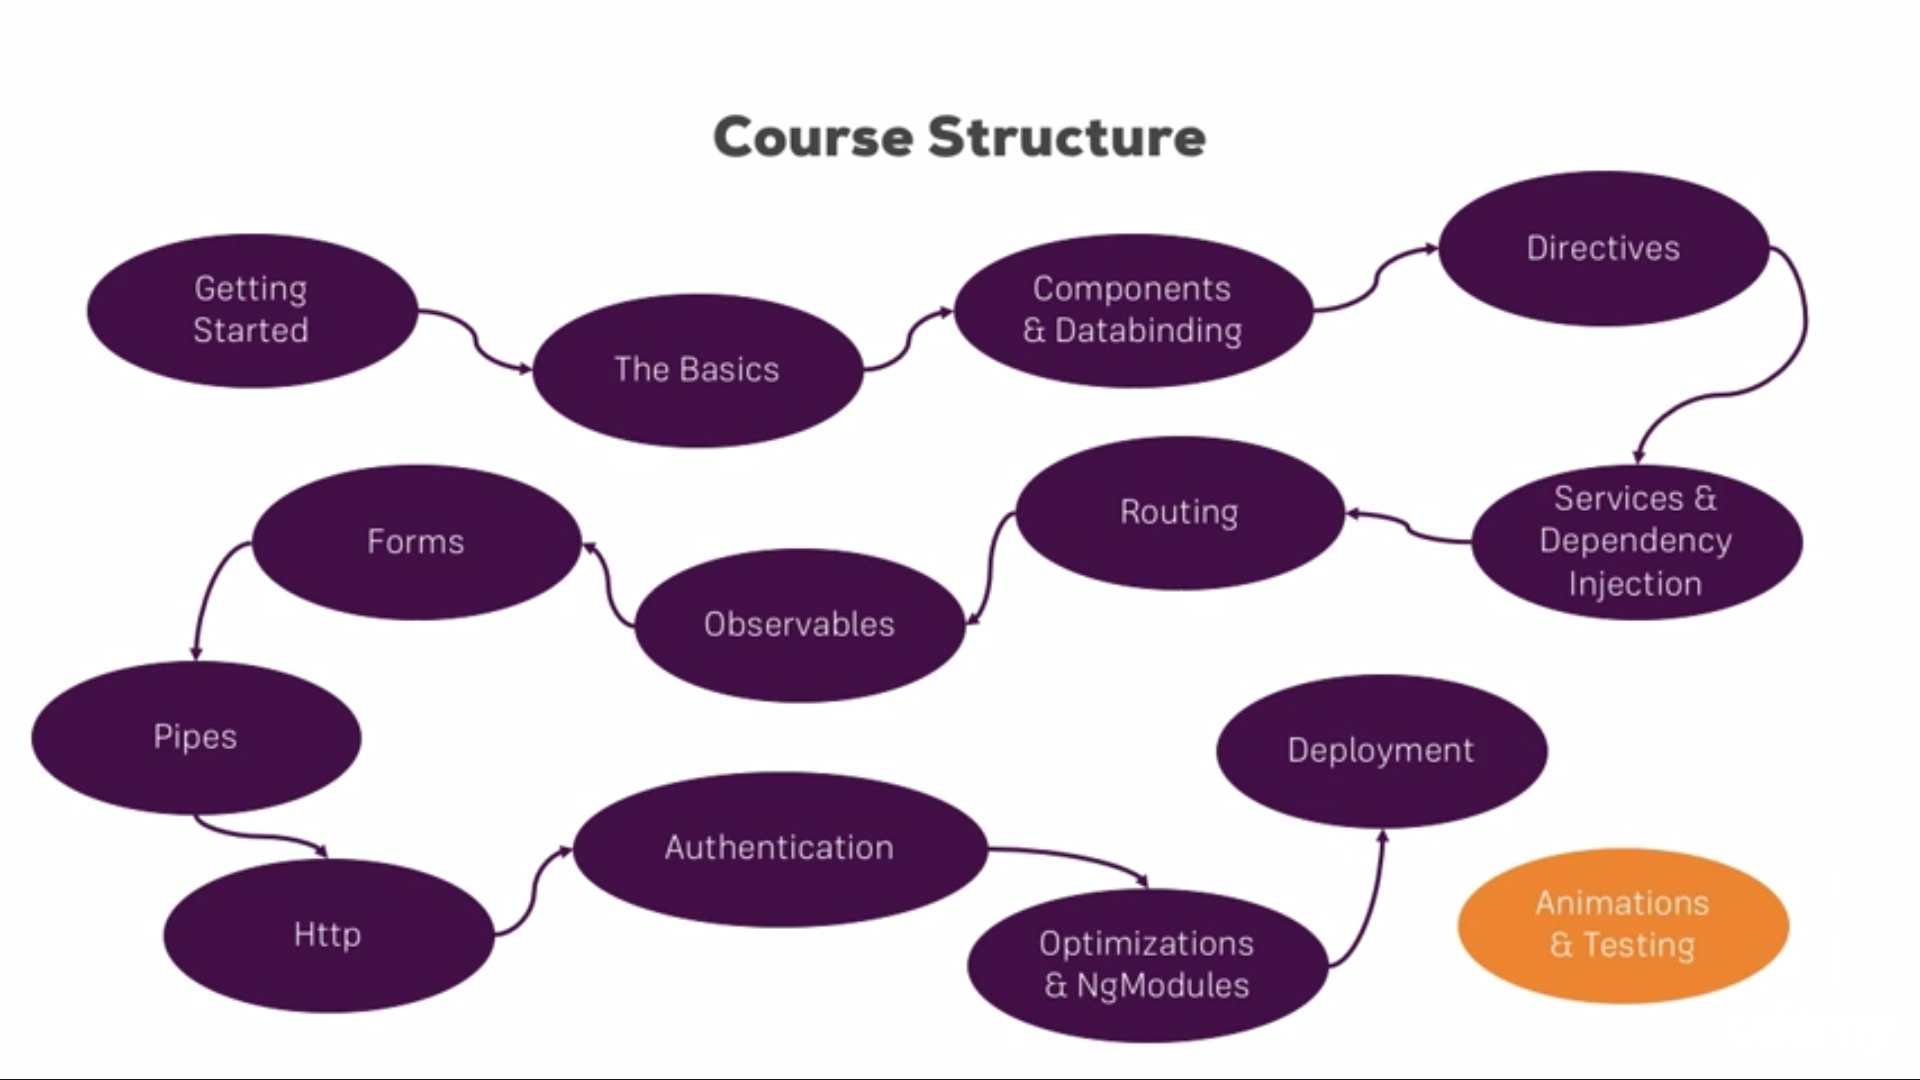 Course Structure
Getting
Started
The Basics
Components
& Databinding
Directives
Services &
Dependency
Injection
Routing
Observables
Forms
Pipes
Http
Authentication
Optimizations
& NgModules
Deployment
Animations
& Testing